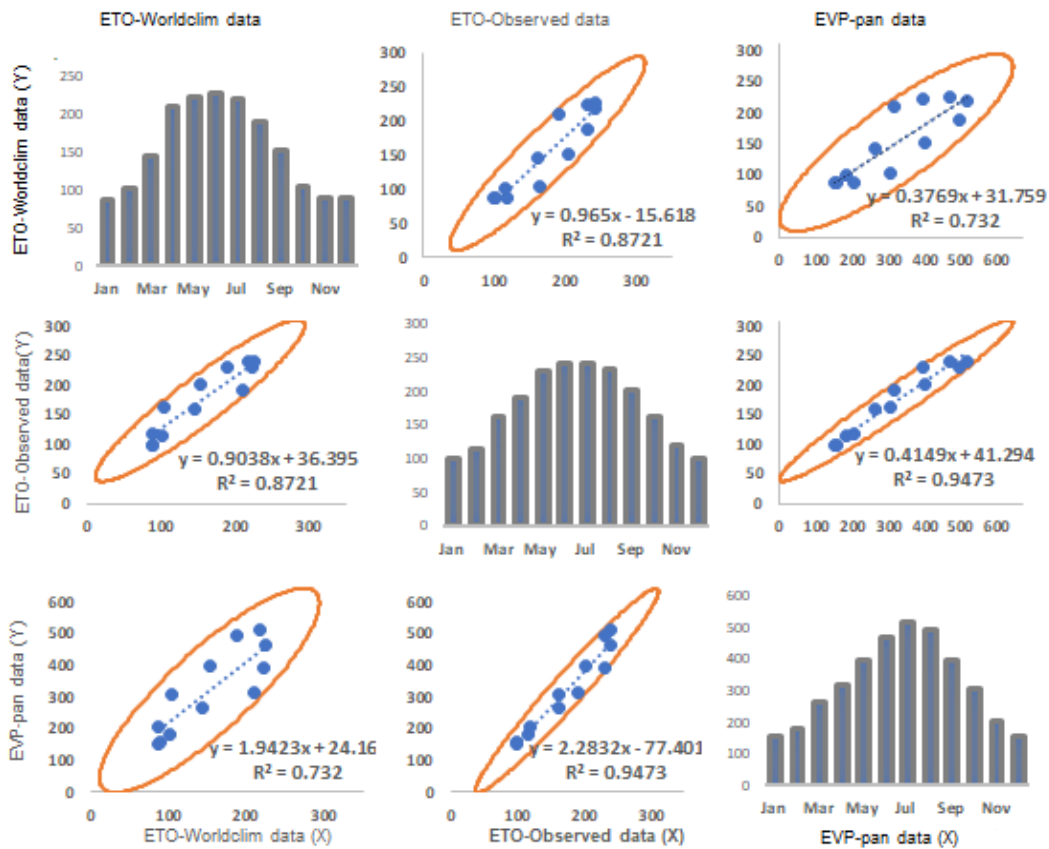 ETO-Worldclim data
ETO-Observed data
EVP-pan data
ETO-Worldclim data (Y)
250
200
150
100
50
0
Jan Mar May Jul Sep Nov
300
250
200
150
100
50
0
0 100 200 300
y = 0.965x - 15.618
R² = 0.8721
300
250
200
150
100
50
0
0 100 200 300 400 500 600
y = 0.3769x + 31.759
R² = 0.732
ETO-Observed data(Y)
300
250
200
150
100
50
0
0 100 200 300
y = 0.9038x + 36.395
R² = 0.8721
300
250
200
150
100
50
0
Jan Mar May Jul Sep Nov
300
250
200
150
100
50
0
0 100 200 300 400 500 600
y = 0.4149x + 41.294
R² = 0.9473
EVP-pan data (Y)
600
500
400
300
200
100
0
0 100 200 300
y = 1.9423x + 24.16
R² = 0.732
ETO-Worldclim data (X)
600
500
400
300
200
100
0
0 100 200 300
y = 2.2832x - 77.401
R² = 0.9473
ETO-Observed data (X)
600
500
400
300
200
100
0
Jan Mar May Jul Sep Nov
EVP-pan data (X)